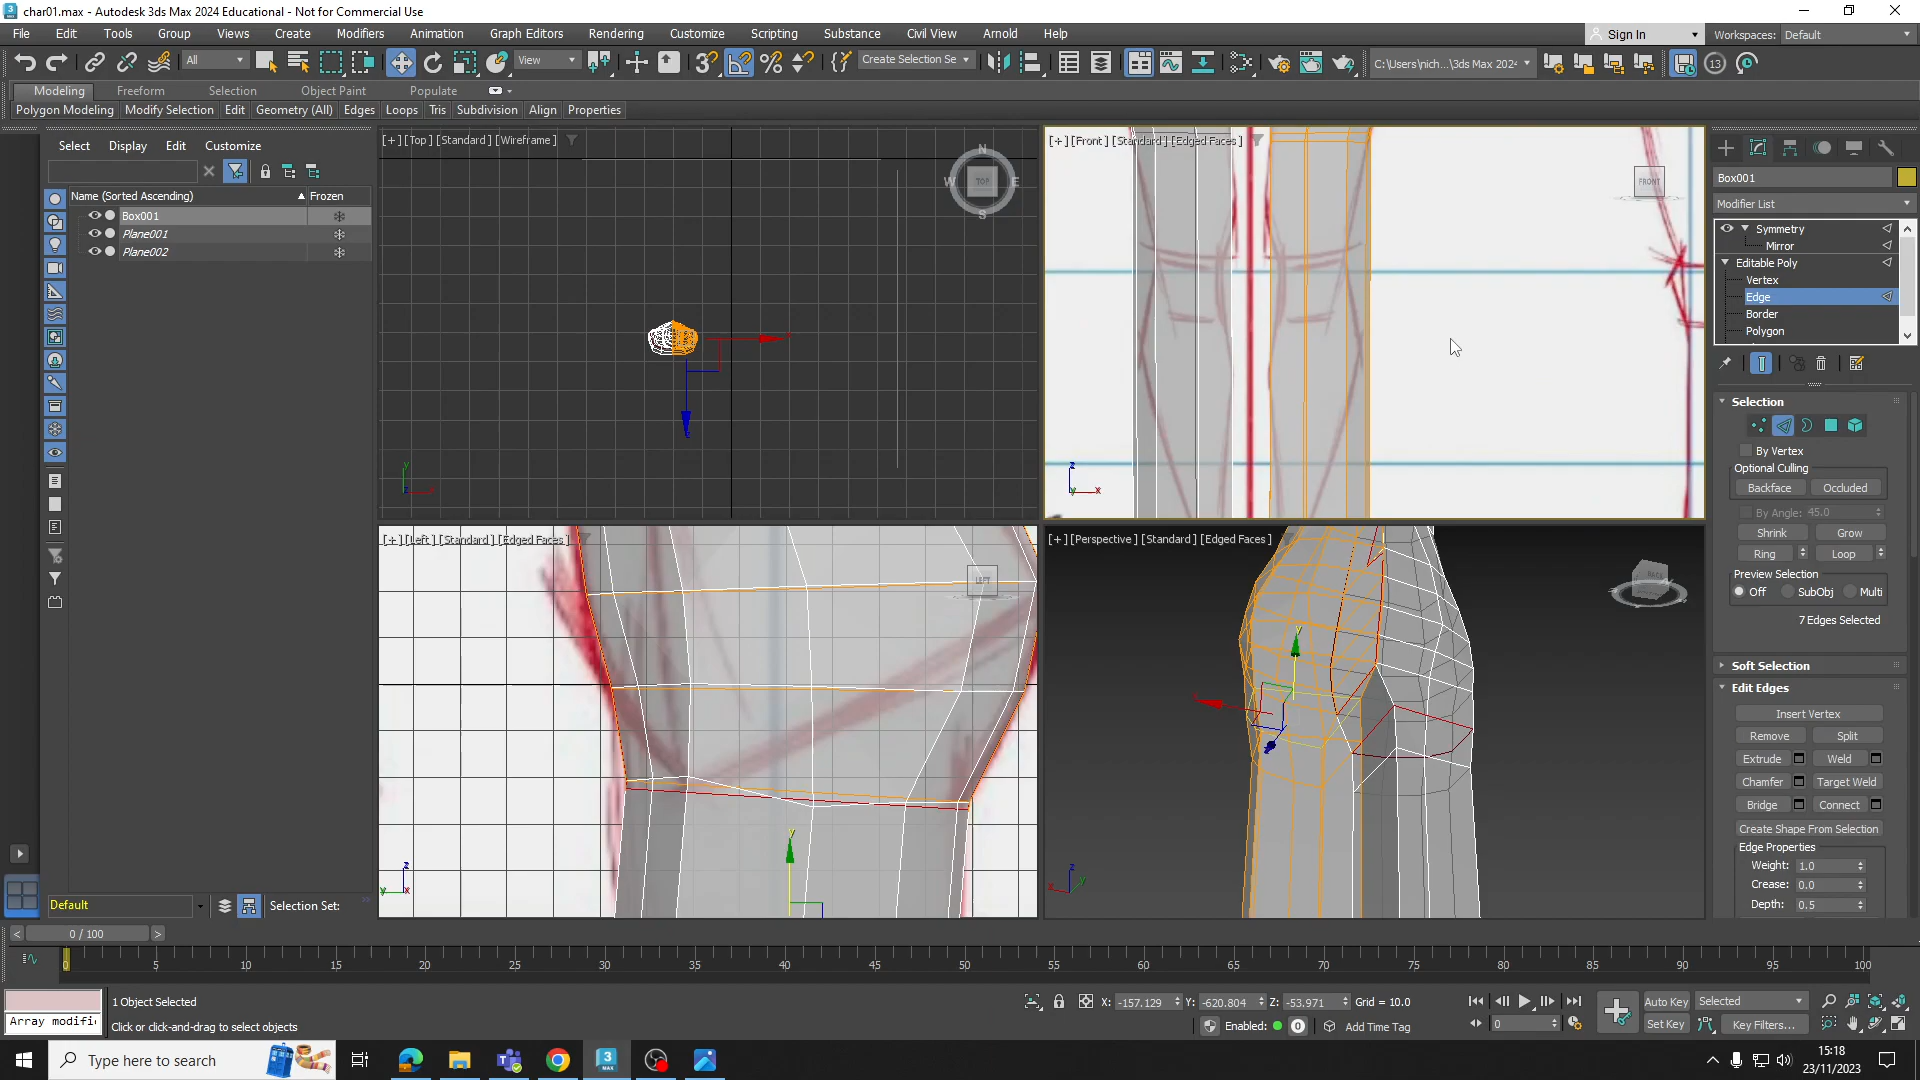 char01.max - Autodesk 3ds Max 2024 Educational - Not for Commercial Use
File Edit Tools Group Views Create Modifiers Animation Graph Editors Rendering Customize Scripting Substance Civil View Arnold Help
Sign In Workspaces: Default
All View Create Selection Se C:\Users\nich...\3ds Max 2024 13
Modeling Freeform Selection Object Paint Populate
Polygon Modeling Modify Selection Edit Geometry (All) Edges Loops Tris Subdivision Align Properties
Select Display Edit Customize
Name (Sorted Ascending) Frozen
Box001
Plane001
Plane002
[+] [Top] [Standard] [Wireframe]
N
W TOP E
S
[+] [Front] [Standard] [Edged Faces]
FRONT
[+] [Left] [Standard] [Edged Faces]
LEFT
[+] [Perspective] [Standard] [Edged Faces]
BACK
Box001
Modifier List
Symmetry
Mirror
Editable Poly
Vertex
Edge
Border
Polygon
Selection
By Vertex
Optional Culling
Backface Occluded
By Angle: 45.0
Shrink Grow
Ring Loop
Preview Selection
Off SubObj Multi
7 Edges Selected
Soft Selection
Edit Edges
Insert Vertex
Remove Split
Extrude Weld
Chamfer Target Weld
Bridge Connect
Create Shape From Selection
Edge Properties
Weight: 1.0
Crease: 0.0
Depth: 0.5
Default Selection Set:
0 / 100
0 5 10 15 20 25 30 35 40 45 50 55 60 65 70 75 80 85 90 95 100
1 Object Selected
X: -157.129 Y: -620.804 Z: -53.971 Grid = 10.0
Auto Key Selected
Array modifi
Click or click-and-drag to select objects
Enabled: 0 Add Time Tag
0 Set Key Key Filters...
Type here to search
15:18
23/11/2023